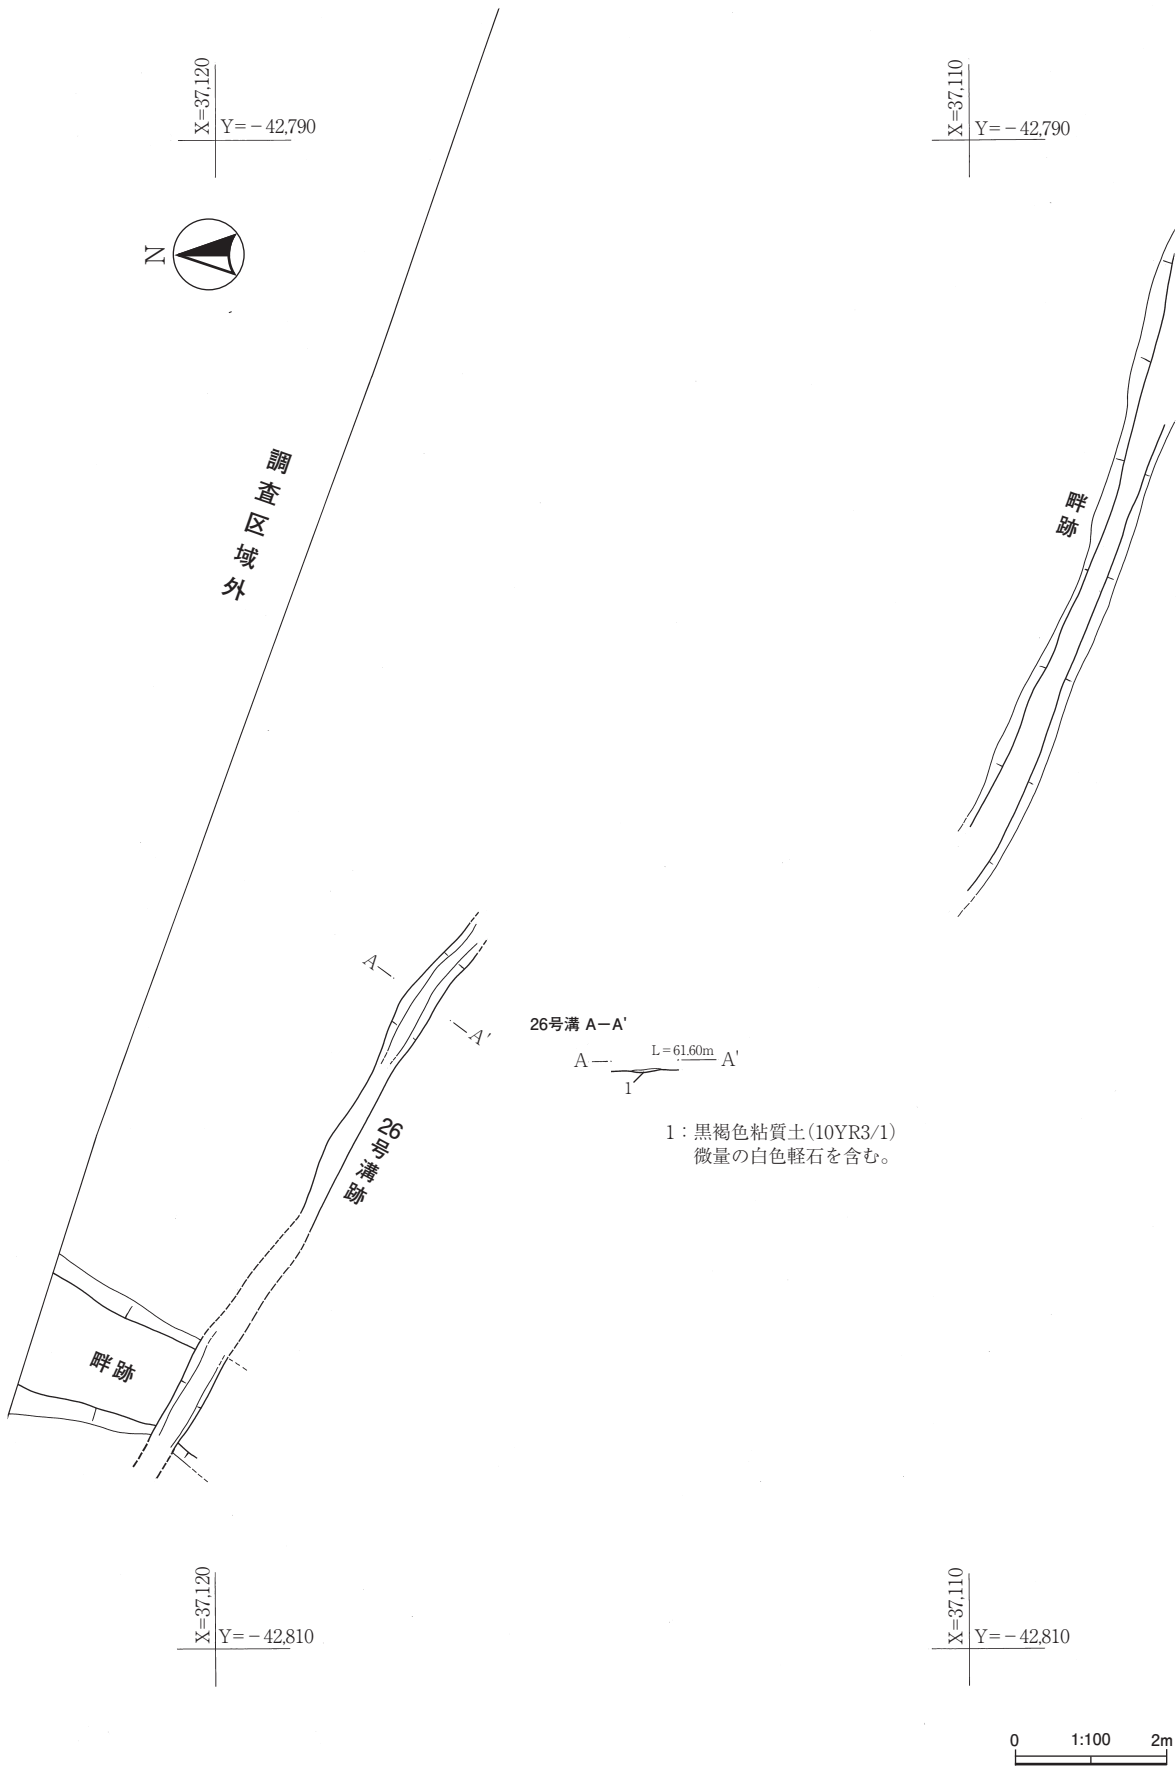 X=37,120
Y=－42,790
X=37,110
Y=－42,790
N
調査区域外
畔跡
A
A'
26号溝 A－A'
A
L＝61.60m
A'
1
1：黒褐色粘質土(10YR3/1)
微量の白色軽石を含む。
26号溝跡
畔跡
X=37,120
Y=－42,810
X=37,110
Y=－42,810
0 1:100 2m